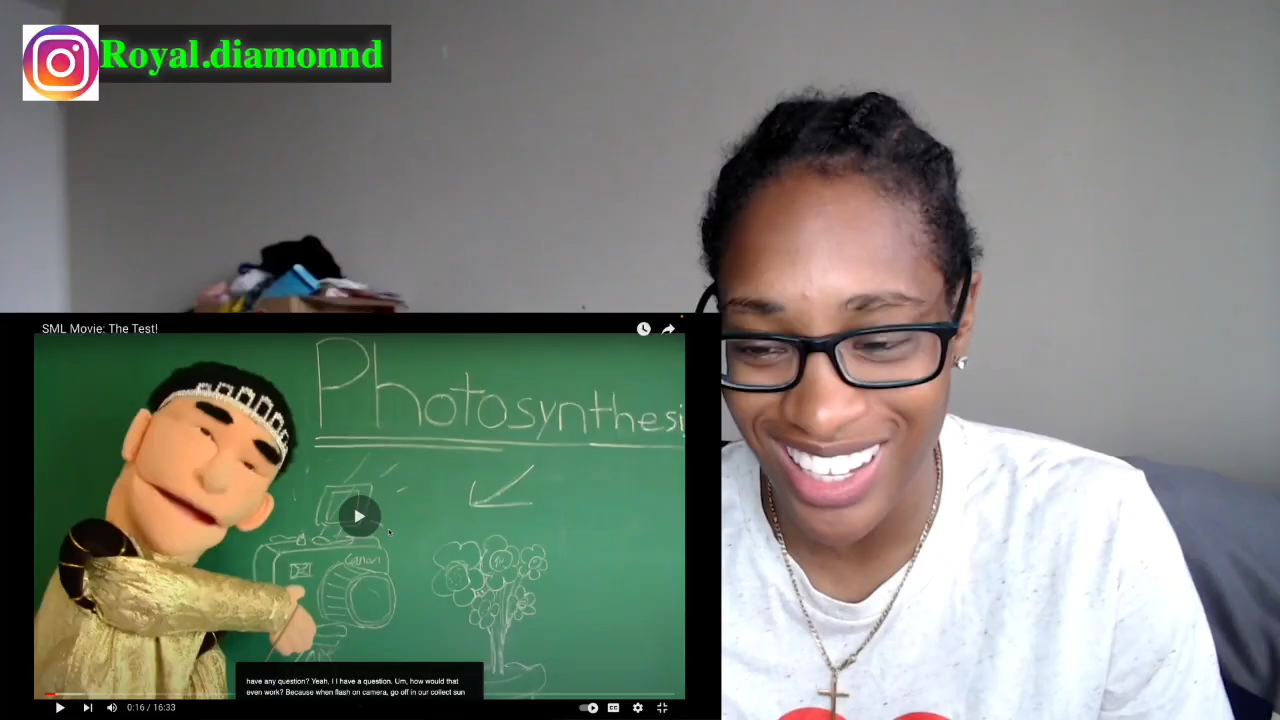 Royal.diamonnd
SML Movie: The Test!
Photosynthesi
Canon
have any question? Yeah, I I have a question. Um, how would that
even work? Because when flash on camera, go off in our collect sun
0:16 / 16:33
CC